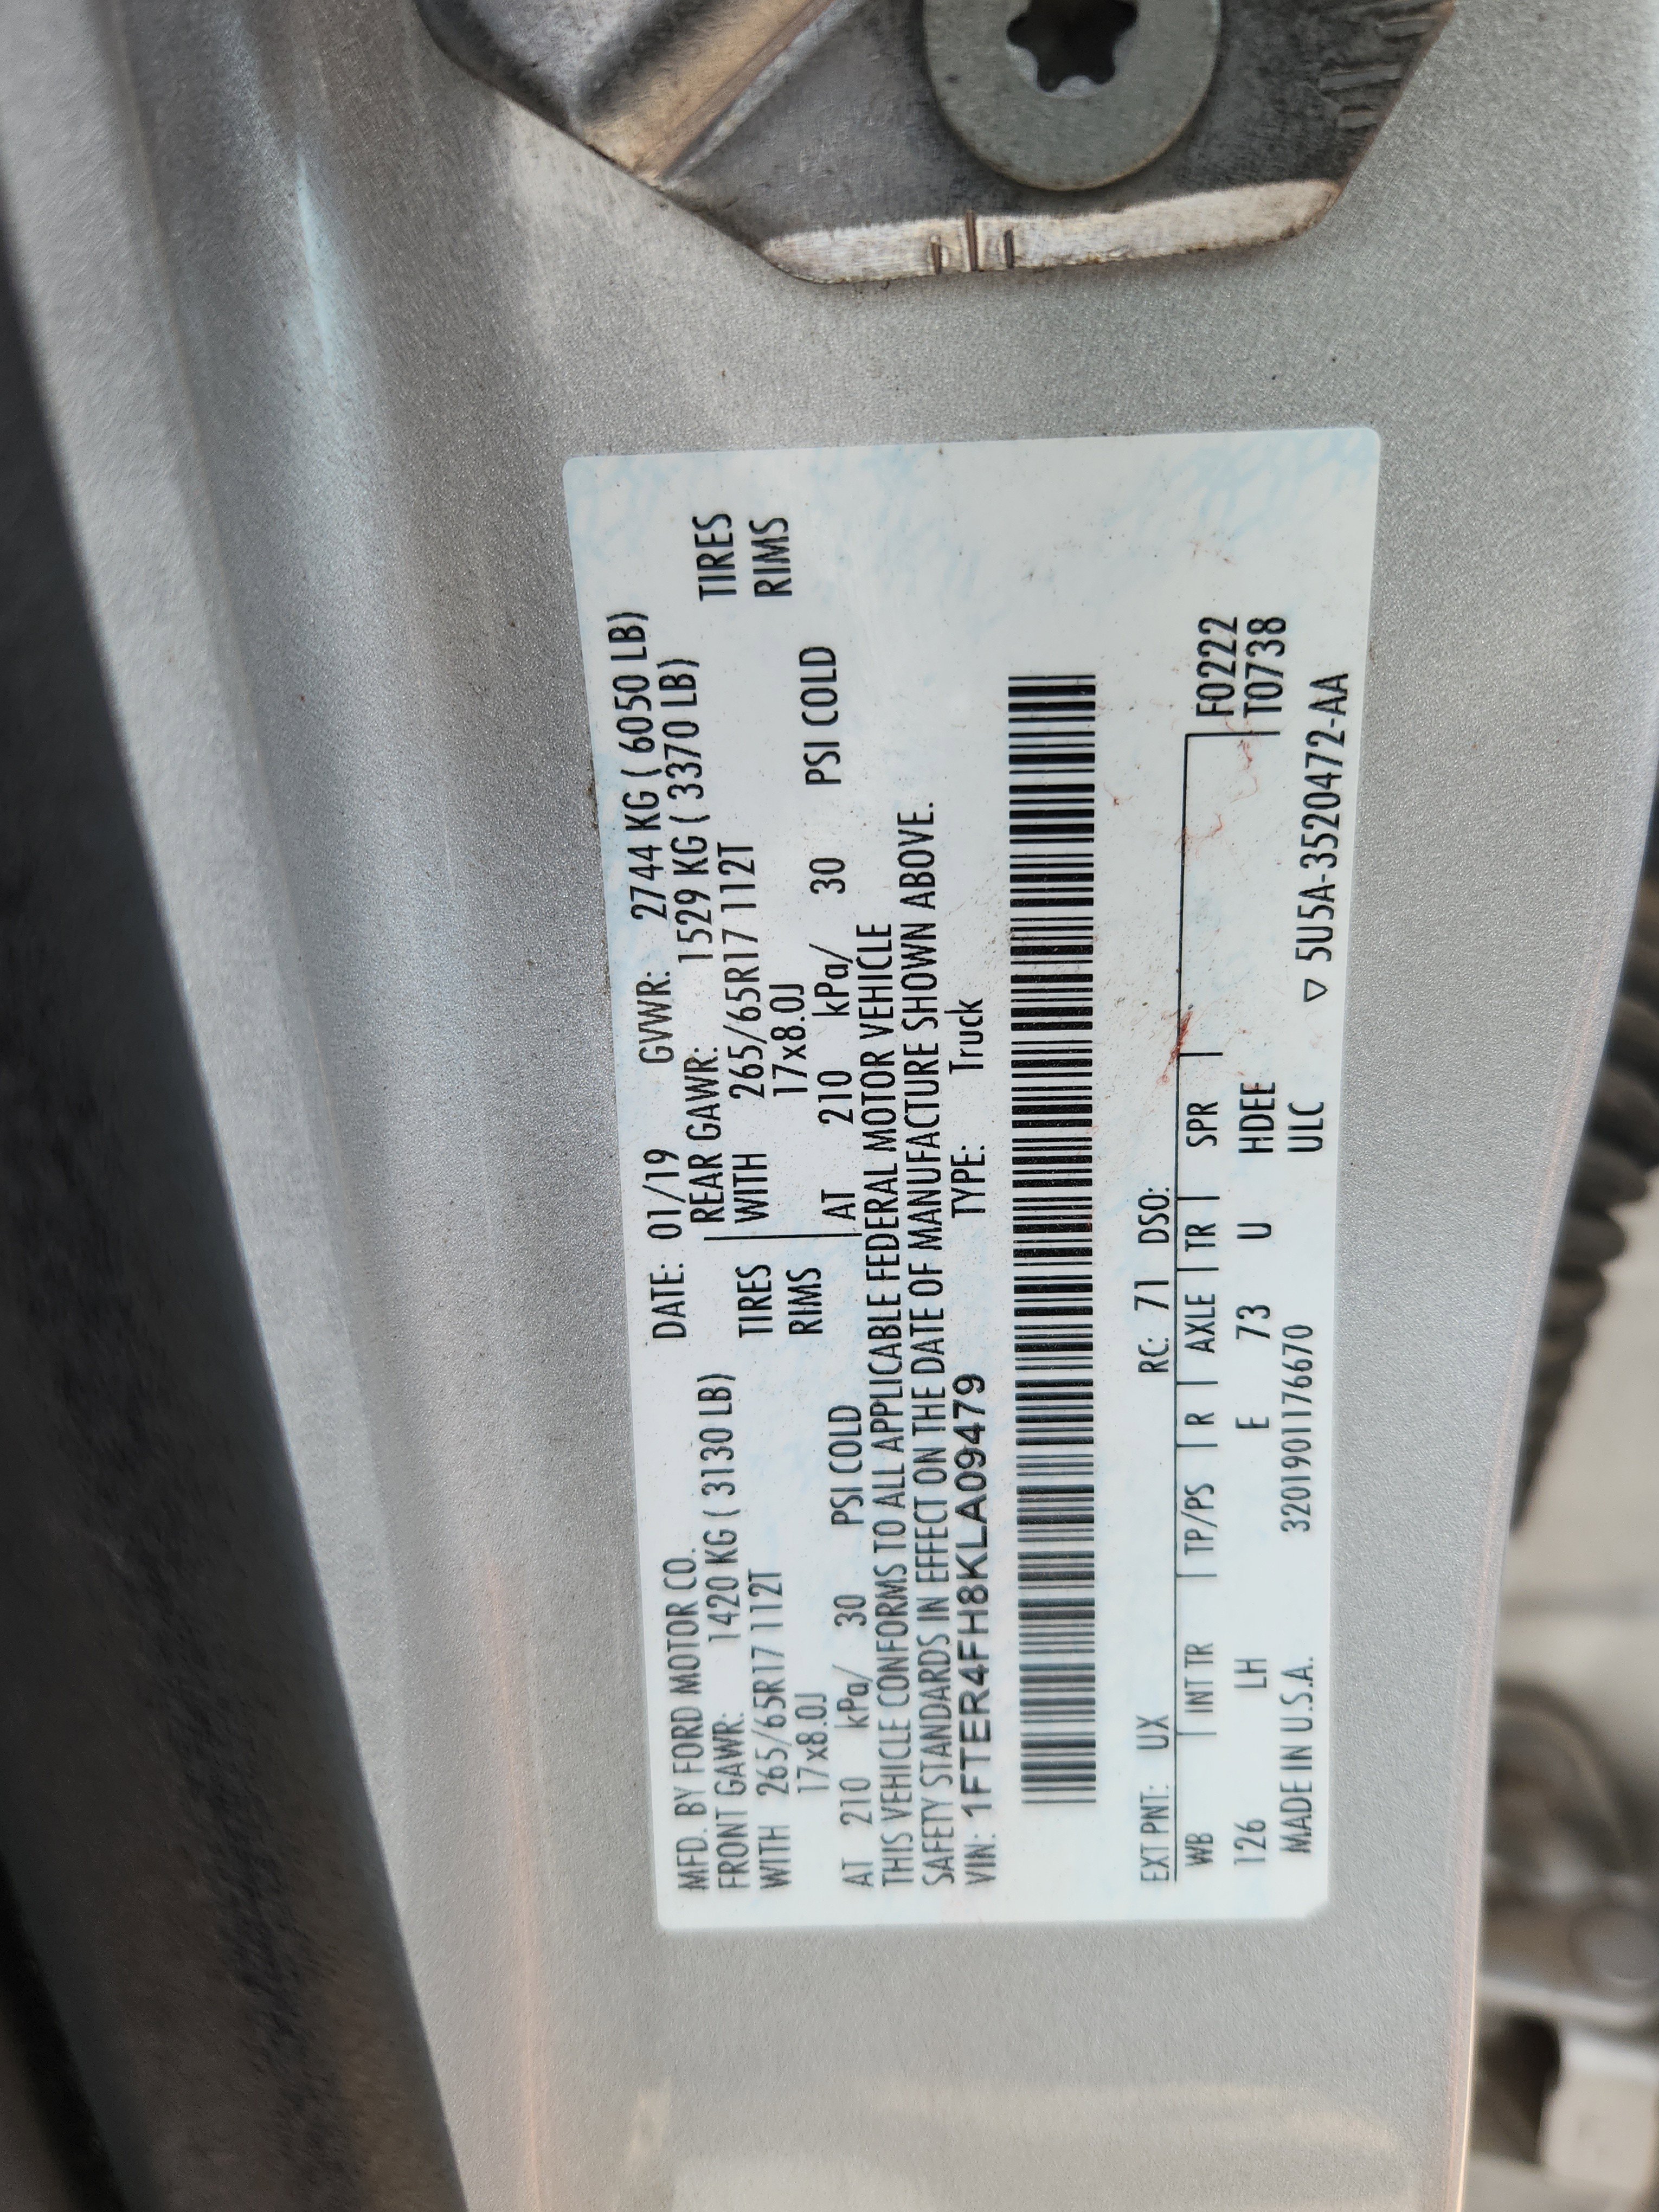 MFD. BY FORD MOTOR CO. DATE: 01/19 GVWR: 2744 KG ( 6050 LB)
FRONT GAWR: 1420 KG ( 3130 LB) REAR GAWR: 1529 KG ( 3370 LB)
WITH 265/65R17 112T TIRES WITH 265/65R17 112T TIRES
17x8.0J RIMS 17x8.0J RIMS
AT 210 kPa/ 30 PSI COLD AT 210 kPa/ 30 PSI COLD
THIS VEHICLE CONFORMS TO ALL APPLICABLE FEDERAL MOTOR VEHICLE
SAFETY STANDARDS IN EFFECT ON THE DATE OF MANUFACTURE SHOWN ABOVE.
VIN: 1FTER4FH8KLA09479 TYPE: Truck
EXT PNT: UX RC: 71 DSO:
WB INT TR TP/PS R AXLE TR SPR F0222
126 LH E 73 U HDEE T0738
MADE IN U.S.A. 3201901176670 ULC ▽ 5U5A-3520472-AA